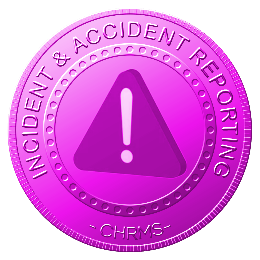 INCIDENT & ACCIDENT REPORTING
- CHRMS-